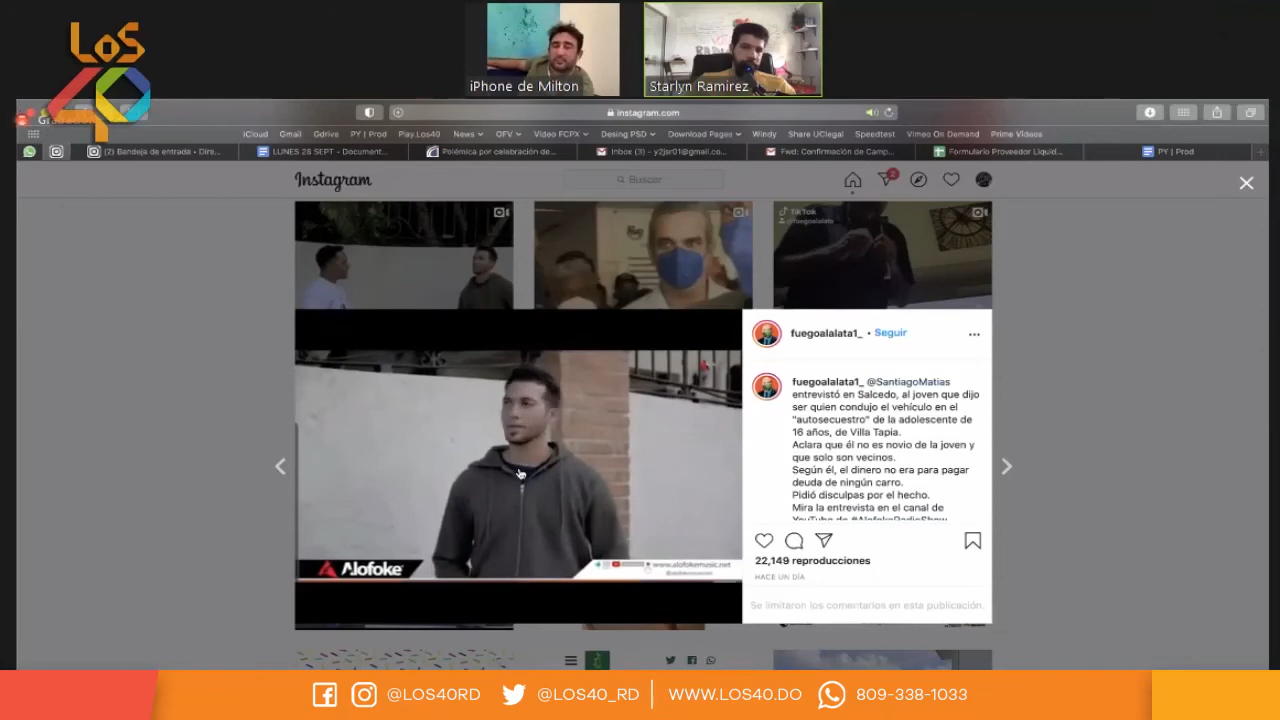 LOS
40
iPhone de Milton
Starlyn Ramirez
instagram.com
iCloud Gmail Gdrive PY | Prod Play.Los40 News OFV Video FCPX Desing PSD Download Pages Windy Share UClegal Speedtest Vimeo On Demand Prime Videos
(2) Bandeja de entrada • Dire...
LUNES 28 SEPT - Document...
Polémica por celebración de...
Inbox (3) - y2jsr01@gmail.co...
Fwd: Confirmación de Camp...
Formulario Proveedor Liquid...
PY | Prod
Instagram
Buscar
2
TikTok
@fuegoalalata
fuegoalalata1_ • Seguir
fuegoalalata1_ @SantiagoMatias
entrevistó en Salcedo, al joven que dijo
ser quien condujo el vehículo en el
"autosecuestro" de la adolescente de
16 años, de Villa Tapia.
Aclara que él no es novio de la joven y
que solo son vecinos.
Según él, el dinero no era para pagar
deuda de ningún carro.
Pidió disculpas por el hecho.
Mira la entrevista en el canal de
YouTube de #AlofokeRadioShow
22,149 reproducciones
HACE UN DÍA
Se limitaron los comentarios en esta publicación.
Alofoke
www.alofokemusic.net
@LOS40RD @LOS40_RD WWW.LOS40.DO 809-338-1033